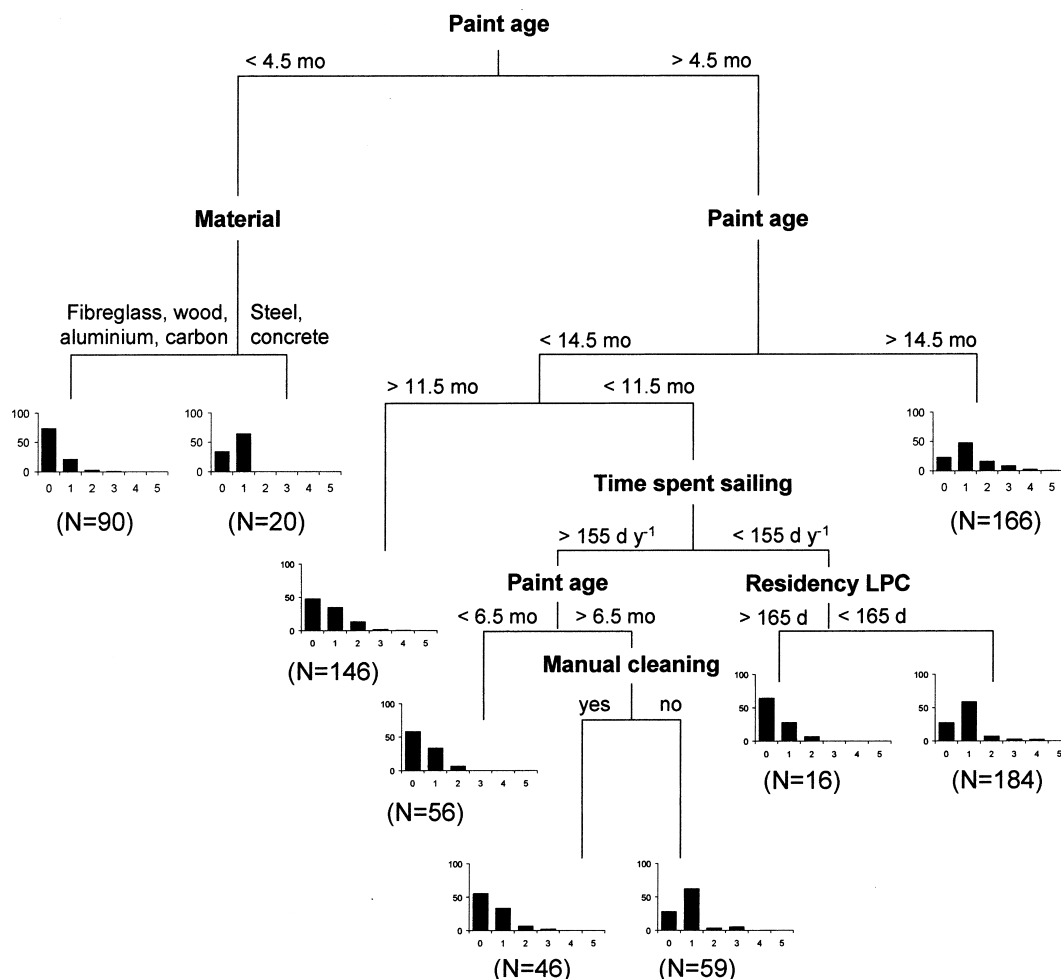 Paint age
< 4.5 mo
> 4.5 mo
Material
Paint age
Fibreglass, wood,
aluminium, carbon
Steel,
concrete
< 14.5 mo
> 14.5 mo
> 11.5 mo
< 11.5 mo
100
50
0
0 1 2 3 4 5
(N=90)
100
50
0
0 1 2 3 4 5
(N=20)
100
50
0
0 1 2 3 4 5
(N=166)
Time spent sailing
> 155 d y⁻¹
< 155 d y⁻¹
Paint age
Residency LPC
< 6.5 mo
> 6.5 mo
> 165 d
< 165 d
100
50
0
0 1 2 3 4 5
(N=146)
Manual cleaning
yes
no
100
50
0
0 1 2 3 4 5
(N=56)
100
50
0
0 1 2 3 4 5
(N=16)
100
50
0
0 1 2 3 4 5
(N=184)
100
50
0
0 1 2 3 4 5
(N=46)
100
50
0
0 1 2 3 4 5
(N=59)